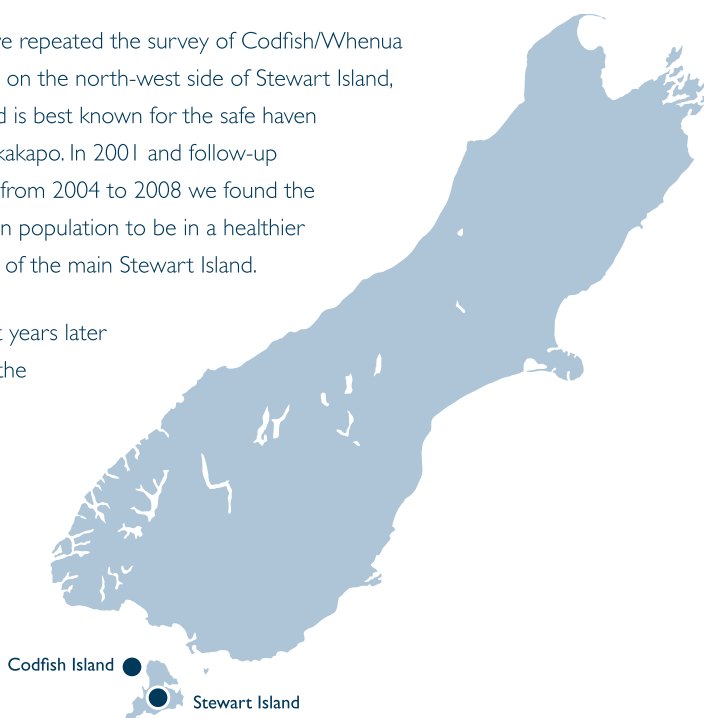 ve repeated the survey of Codfish/Whenua
on the north-west side of Stewart Island,
d is best known for the safe haven
kakapo. In 2001 and follow-up
from 2004 to 2008 we found the
n population to be in a healthier
of the main Stewart Island.
t years later
the
Codfish Island
Stewart Island